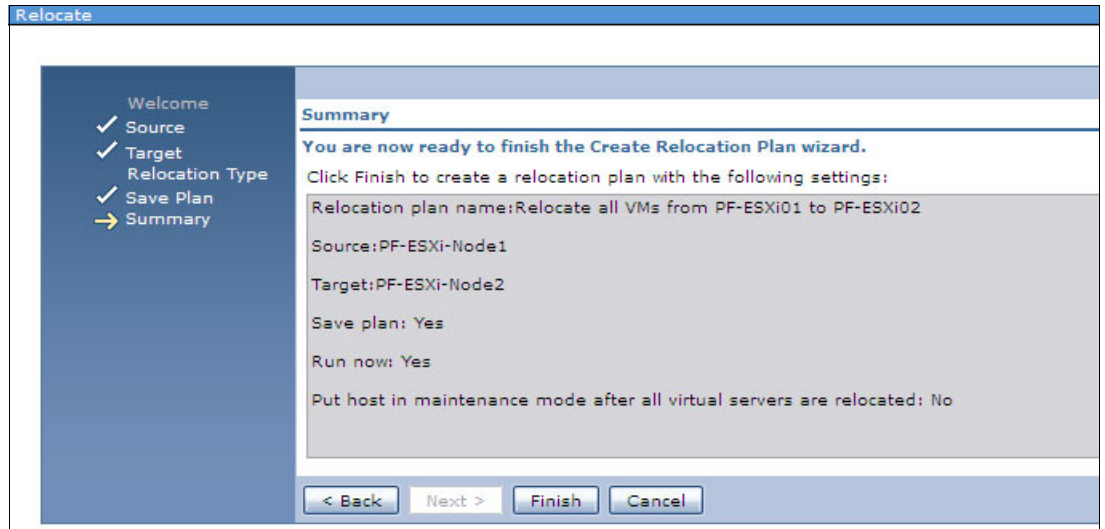 Relocate
Welcome
Source
Target
Relocation Type
Save Plan
Summary
Summary
You are now ready to finish the Create Relocation Plan wizard.
Click Finish to create a relocation plan with the following settings:
Relocation plan name:Relocate all VMs from PF-ESXi01 to PF-ESXi02
Source:PF-ESXi-Node1
Target:PF-ESXi-Node2
Save plan: Yes
Run now: Yes
Put host in maintenance mode after all virtual servers are relocated: No
< Back Next > Finish Cancel